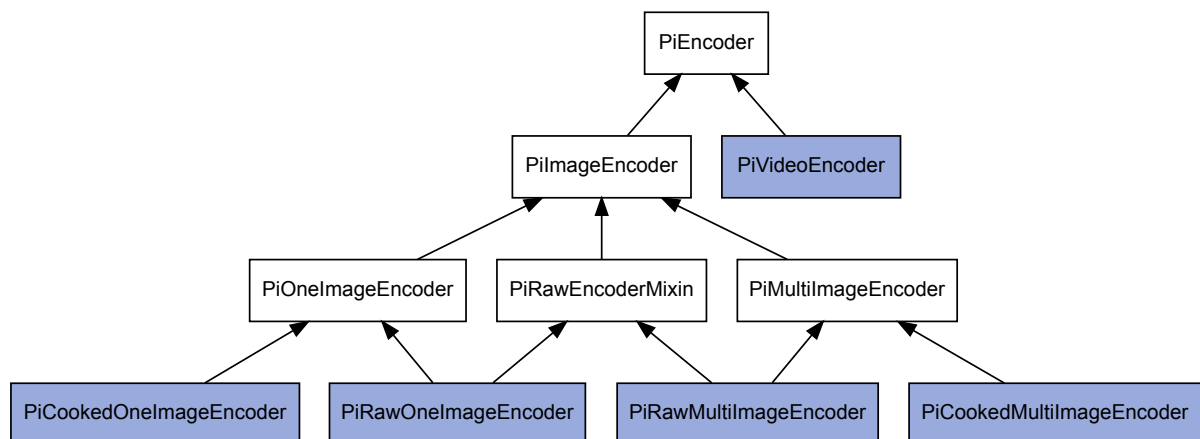 PiEncoder
PiImageEncoder
PiVideoEncoder
PiOneImageEncoder
PiRawEncoderMixin
PiMultiImageEncoder
PiCookedOneImageEncoder
PiRawOneImageEncoder
PiRawMultiImageEncoder
PiCookedMultiImageEncoder